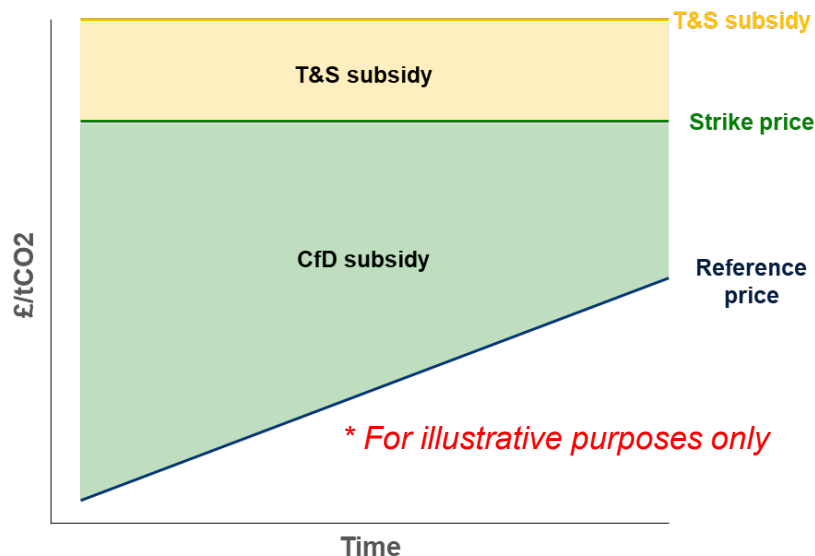 T&S subsidy
T&S subsidy
Strike price
CfD subsidy
Reference
price
£/tCO2
* For illustrative purposes only
Time